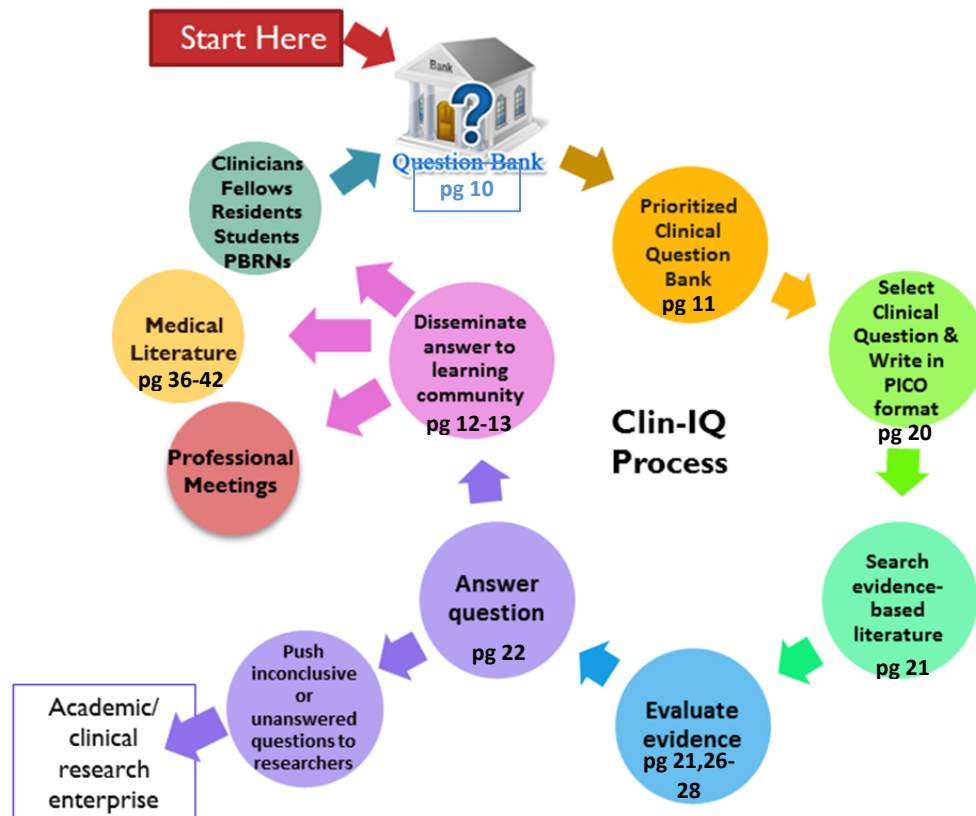 Start Here
Bank
Question Bank
pg 10
Prioritized
Clinical
Question
Bank
pg 11
Select
Clinical
Question &
Write in
PICO
format
pg 20
Search
evidence-
based
literature
pg 21
Evaluate
evidence
pg 21,26-
28
Answer
question
pg 22
Push
inconclusive
or
unanswered
questions to
researchers
Academic/
clinical
research
enterprise
Disseminate
answer to
learning
community
pg 12-13
Clinicians
Fellows
Residents
Students
PBRNs
Medical
Literature
pg 36-42
Professional
Meetings
Clin-IQ
Process